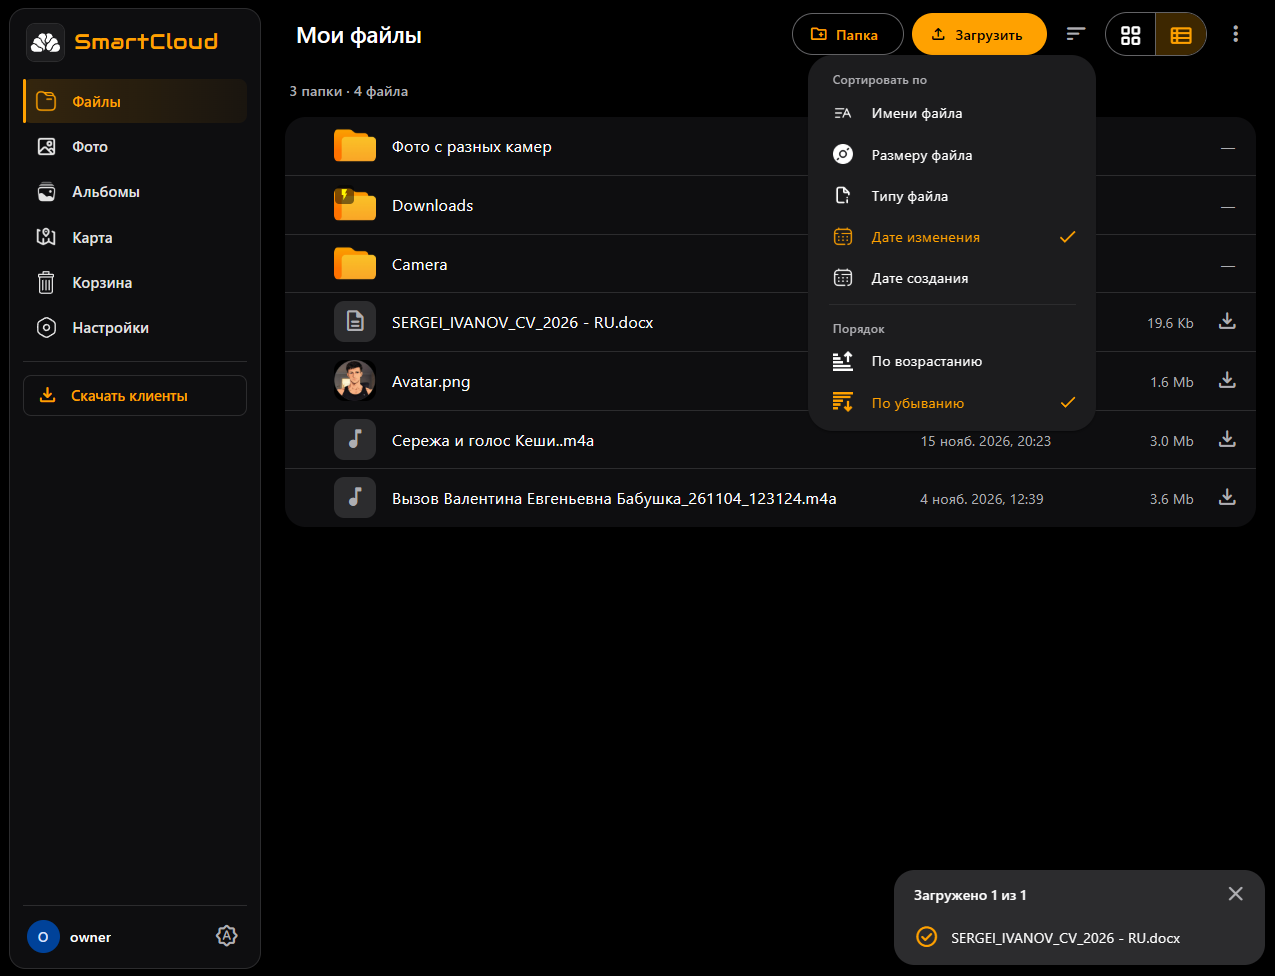 SmartCloud
Файлы
Фото
Альбомы
Карта
Корзина
Настройки
Скачать клиенты
Мои файлы
Папка
Загрузить
3 папки · 4 файла
Сортировать по
Имени файла
Размеру файла
Типу файла
Дате изменения
Дате создания
Порядок
По возрастанию
По убыванию
Фото с разных камер —
Downloads —
Camera —
SERGEI_IVANOV_CV_2026 - RU.docx 19.6 Kb
Avatar.png 1.6 Mb
Сережа и голос Кеши..m4a 15 нояб. 2026, 20:23 3.0 Mb
Вызов Валентина Евгеньевна Бабушка_261104_123124.m4a 4 нояб. 2026, 12:39 3.6 Mb
O owner
A
Загружено 1 из 1
SERGEI_IVANOV_CV_2026 - RU.docx